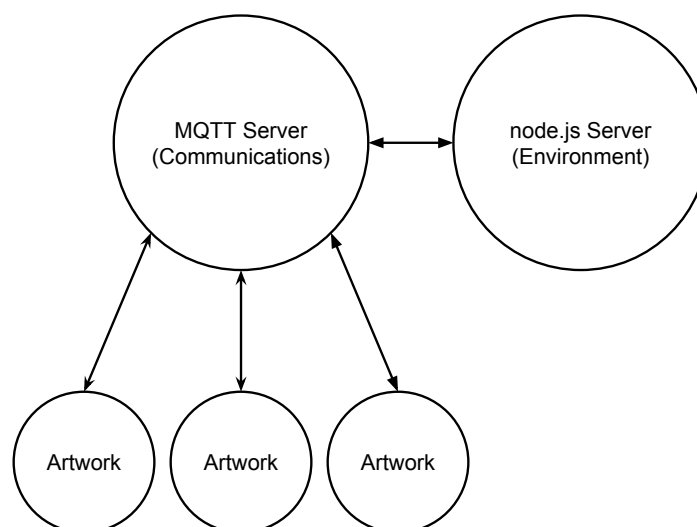 MQTT Server
(Communications)
node.js Server
(Environment)
Artwork
Artwork
Artwork